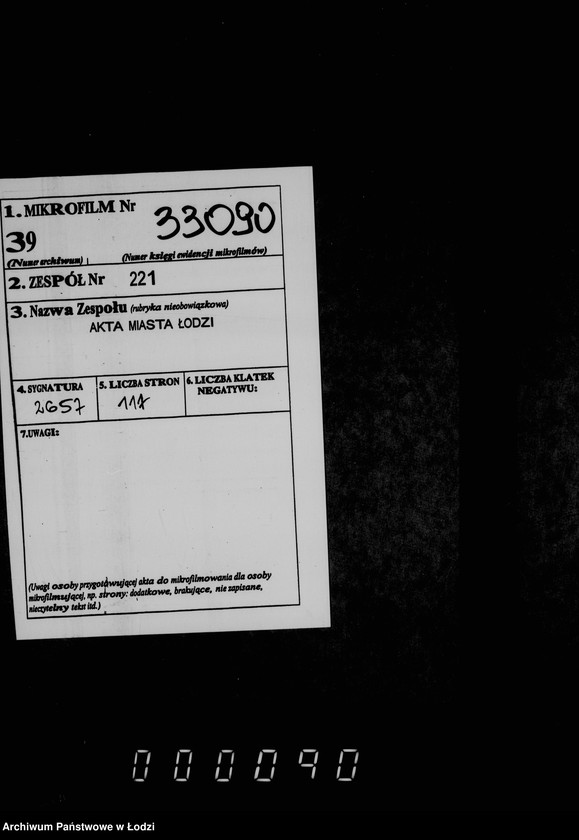 1. MIKROFILM Nr
33090
39
(Numer archiwum) (Numer księgi ewidencji mikrofilmów)
2. ZESPÓŁ Nr 221
3. Nazwa Zespołu (rubryka nieobowiązkowa)
AKTA MIASTA ŁODZI
4. SYGNATURA 5. LICZBA STRON 6. LICZBA KLATEK
NEGATYWU:
2657 117
7.UWAGI:
(Uwagi osoby przygotowującej akta do mikrofilmowania dla osoby
mikrofilmującej, np. strony: dodatkowe, brakujące, nie zapisane,
nieczytelny tekst itd.)
000090
Archiwum Państwowe w Łodzi